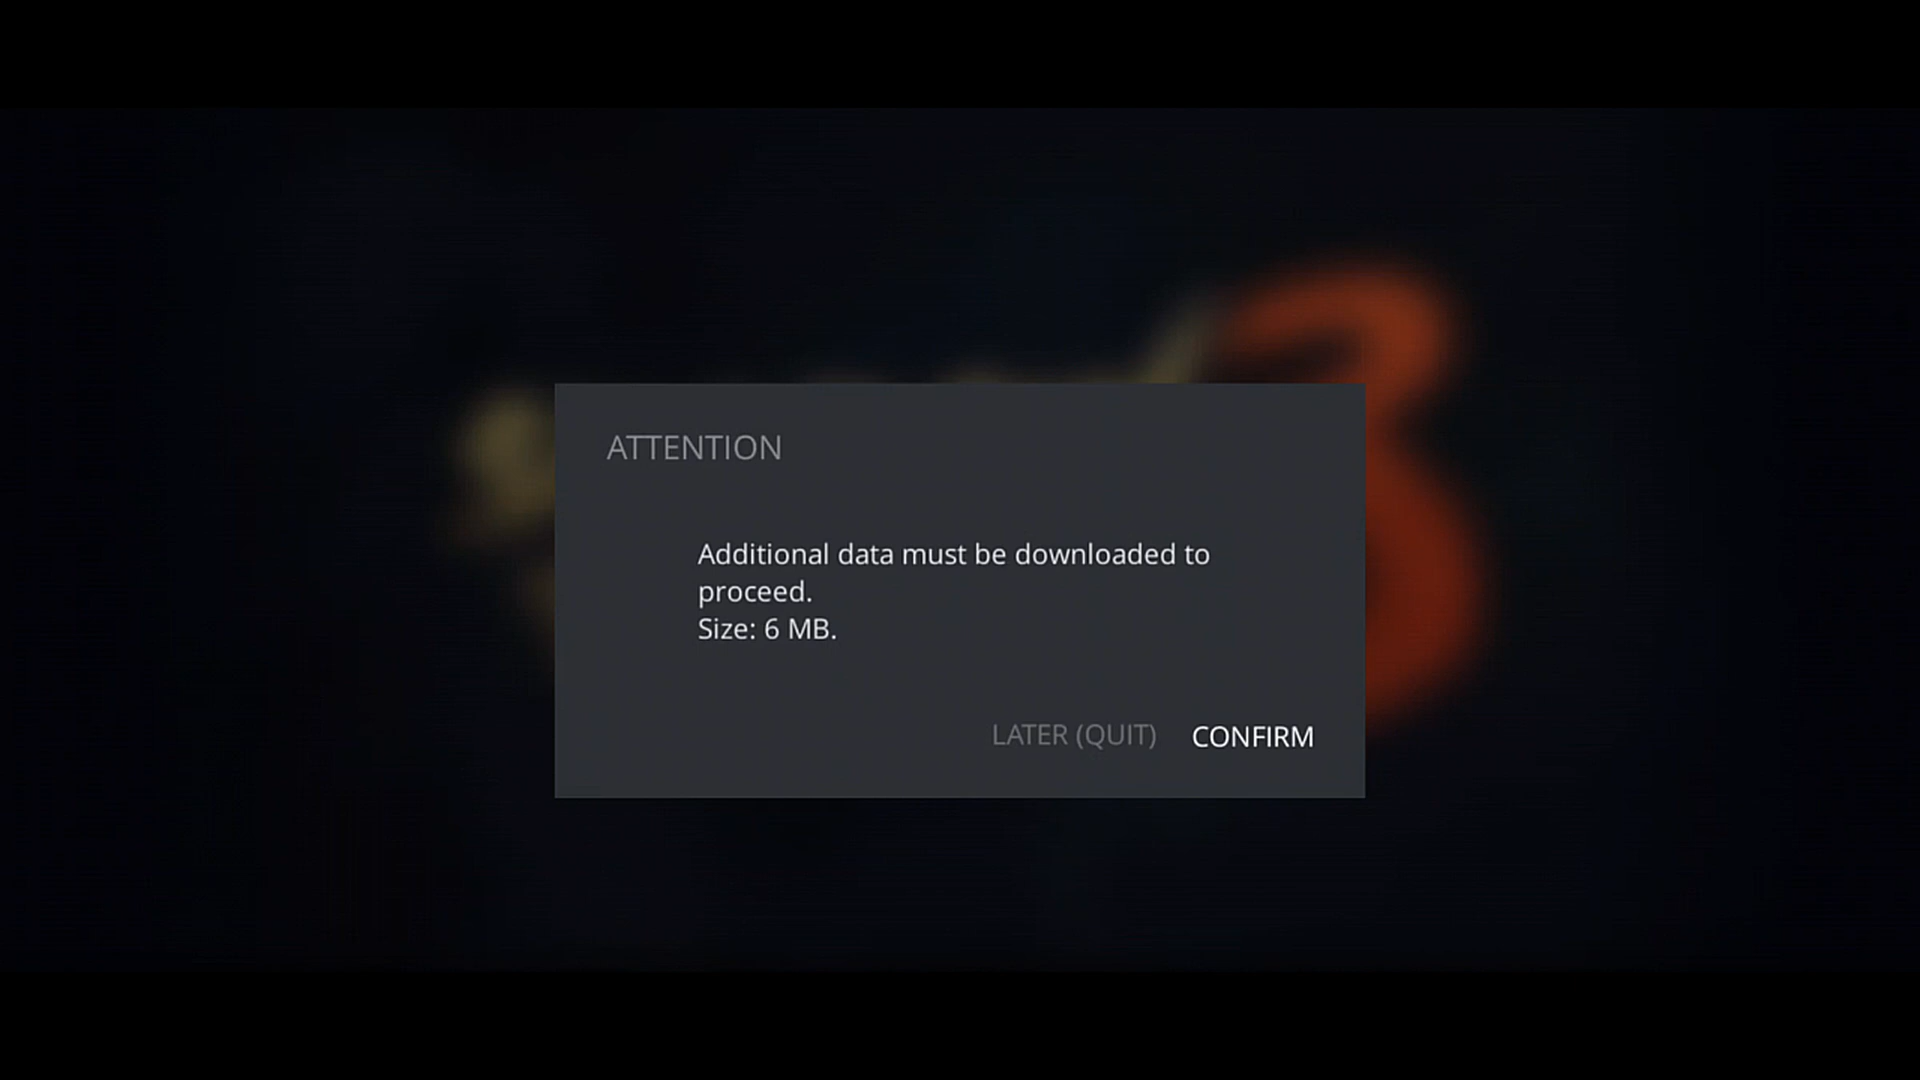 ATTENTION
Additional data must be downloaded to
proceed.
Size: 6 MB.
LATER (QUIT) CONFIRM